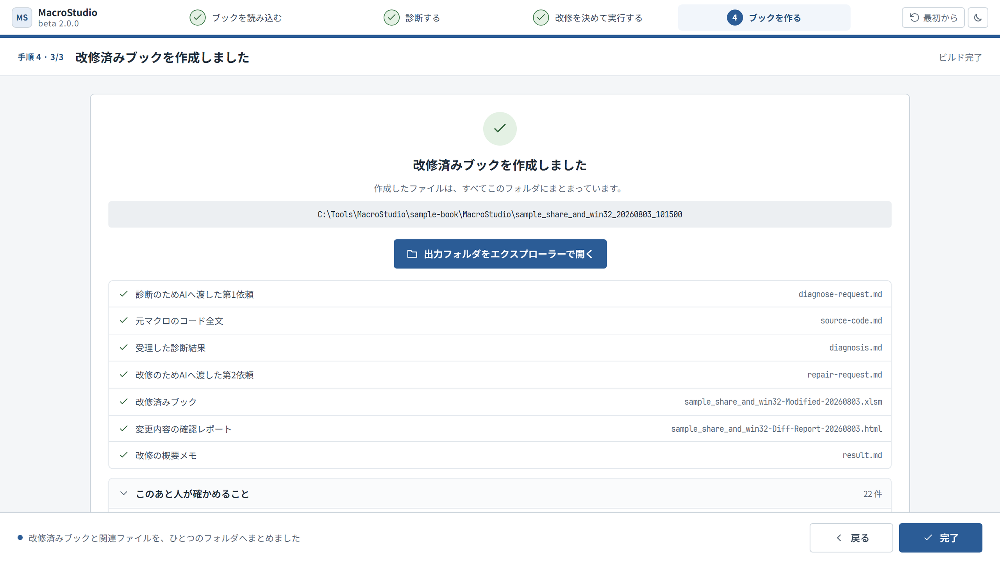 MS
MacroStudio
beta 2.0.0
ブックを読み込む
診断する
改修を決めて実行する
4 ブックを作る
最初から
手順 4 · 3/3 改修済みブックを作成しました
ビルド完了
改修済みブックを作成しました
作成したファイルは、すべてこのフォルダにまとまっています。
C:\Tools\MacroStudio\sample-book\MacroStudio\sample_share_and_win32_20260803_101500
出力フォルダをエクスプローラーで開く
診断のためAIへ渡した第1依頼 diagnose-request.md
元マクロのコード全文 source-code.md
受理した診断結果 diagnosis.md
改修のためAIへ渡した第2依頼 repair-request.md
改修済みブック sample_share_and_win32-Modified-20260803.xlsm
変更内容の確認レポート sample_share_and_win32-Diff-Report-20260803.html
改修の概要メモ result.md
このあと人が確かめること 22 件
改修済みブックと関連ファイルを、ひとつのフォルダへまとめました
戻る
完了